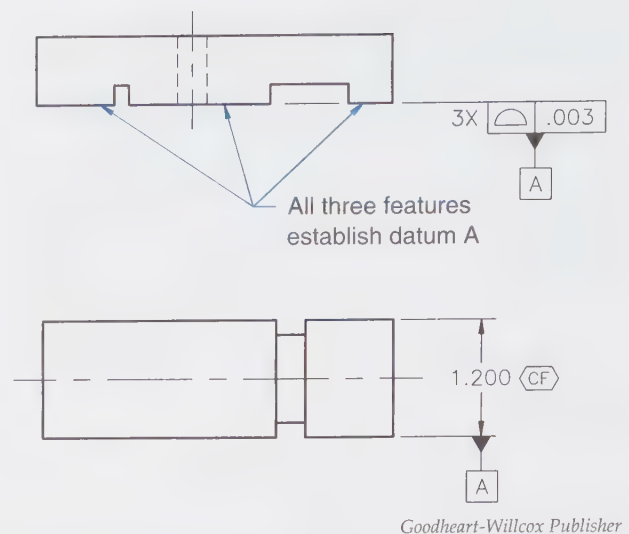 3X ⌓ .003
A
All three features
establish datum A
1.200 CF
A
Goodheart-Willcox Publisher